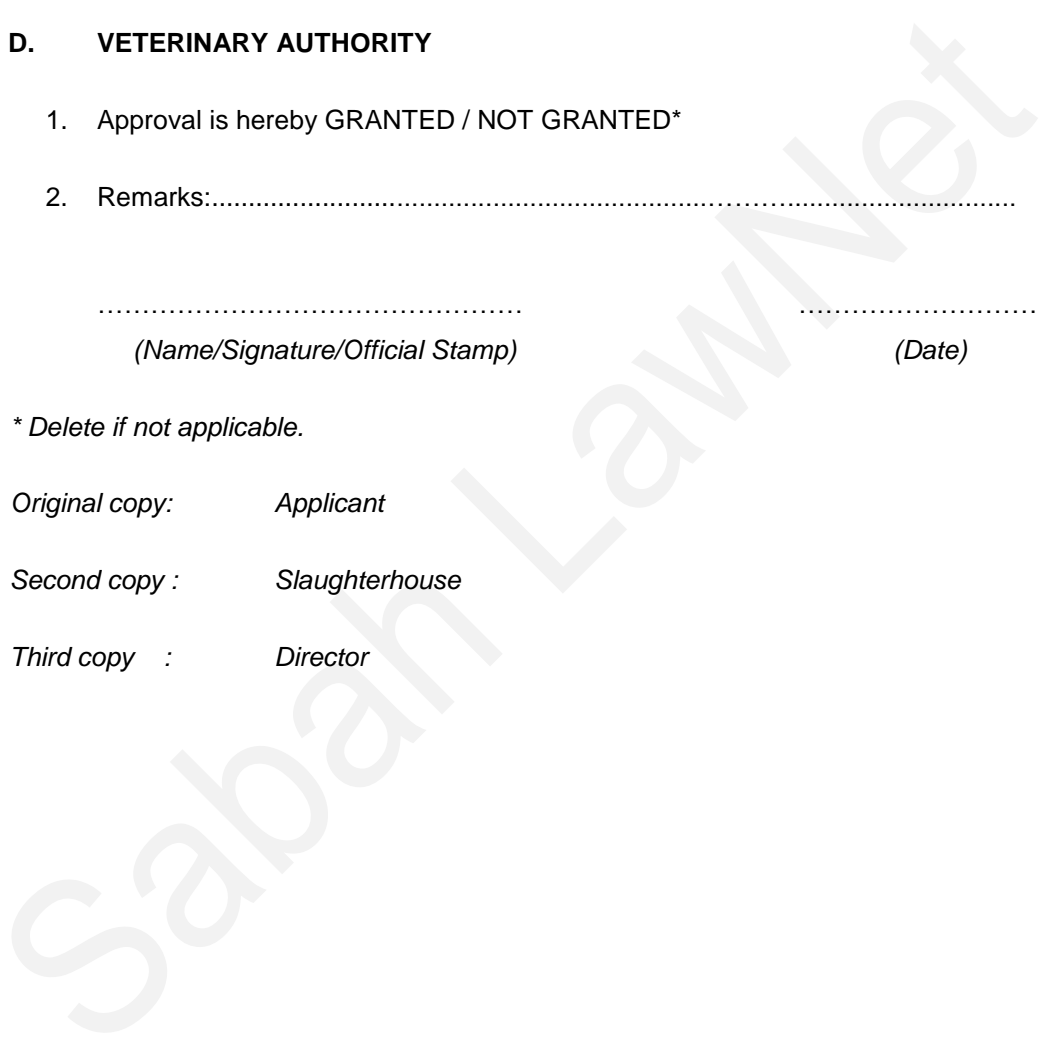 D. VETERINARY AUTHORITY
1. Approval is hereby GRANTED / NOT GRANTED*
2. Remarks:..................................................................………................................
………………………………………… ………………………
(Name/Signature/Official Stamp) (Date)
* Delete if not applicable.
Original copy: Applicant
Second copy : Slaughterhouse
Third copy : Director
Sabah LawNet